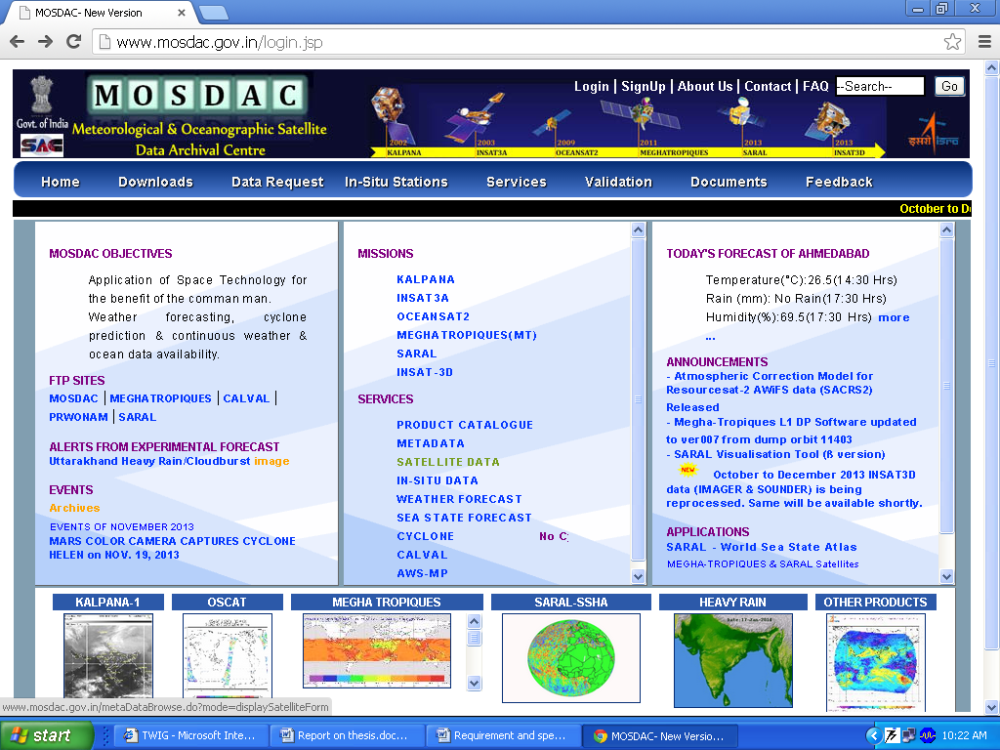 MOSDAC- New Version
www.mosdac.gov.in/login.jsp
Govt. of India
SAC
MOSDAC
Meteorological & Oceanographic Satellite
Data Archival Centre
Login | SignUp | About Us | Contact | FAQ
--Search--
Go
2002 2003 2009 2011 2013 2013
KALPANA INSAT3A OCEANSAT2 MEGHATROPIQUES SARAL INSAT3D
इसरो isro
Home Downloads Data Request In-Situ Stations Services Validation Documents Feedback
October to D
MOSDAC OBJECTIVES
Application of Space Technology for
the benefit of the comman man.
Weather forecasting, cyclone
prediction & continuous weather &
ocean data availability.
FTP SITES
MOSDAC | MEGHATROPIQUES | CALVAL |
PRWONAM | SARAL
ALERTS FROM EXPERIMENTAL FORECAST
Uttarakhand Heavy Rain/Cloudburst image
EVENTS
Archives
EVENTS OF NOVEMBER 2013
MARS COLOR CAMERA CAPTURES CYCLONE
HELEN on NOV. 19, 2013
MISSIONS
KALPANA
INSAT3A
OCEANSAT2
MEGHATROPIQUES(MT)
SARAL
INSAT-3D
SERVICES
PRODUCT CATALOGUE
METADATA
SATELLITE DATA
IN-SITU DATA
WEATHER FORECAST
SEA STATE FORECAST
CYCLONE No C
CALVAL
AWS-MP
TODAY'S FORECAST OF AHMEDABAD
Temperature(°C):26.5(14:30 Hrs)
Rain (mm): No Rain(17:30 Hrs)
Humidity(%):69.5(17:30 Hrs) more
...
ANNOUNCEMENTS
- Atmospheric Correction Model for
Resourcesat-2 AWiFS data (SACRS2)
Released
- Megha-Tropiques L1 DP Software updated
to ver007 from dump orbit 11403
- SARAL Visualisation Tool (ß version)
NEW October to December 2013 INSAT3D
data (IMAGER & SOUNDER) is being
reprocessed. Same will be available shortly.
APPLICATIONS
SARAL - World Sea State Atlas
MEGHA-TROPIQUES & SARAL Satellites
KALPANA-1 OSCAT MEGHA TROPIQUES SARAL-SSHA HEAVY RAIN OTHER PRODUCTS
Date:17-Jan-2014
www.mosdac.gov.in/metaDataBrowse.do?mode=displaySatelliteForm
start
TWIG - Microsoft Inte...
Report on thesis.doc...
Requirement and spe...
MOSDAC- New Versio...
10:22 AM